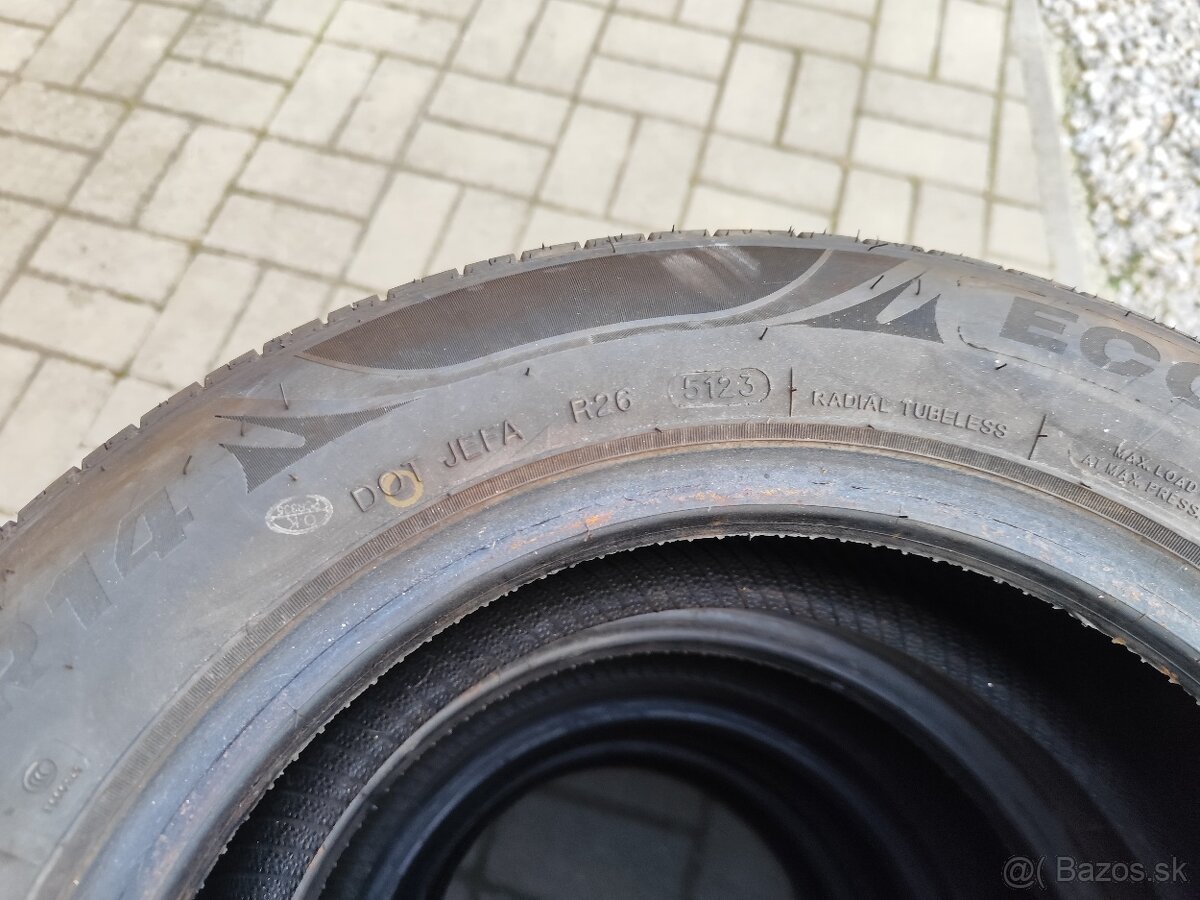 R14
DOT JEFA R26 5123
RADIAL TUBELESS
MAX. LOAD
AT MAX. PRESS
ECO
@( Bazos.sk